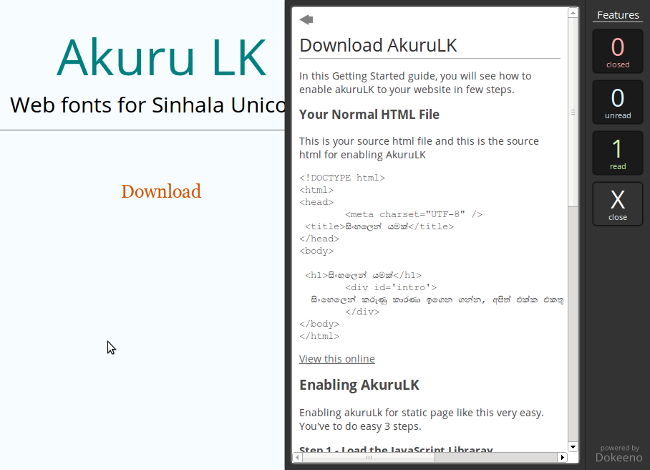 Akuru LK
Web fonts for Sinhala Unico
Download
Download AkuruLK
In this Getting Started guide, you will see how to
enable akuruLK to your website in few steps.
Your Normal HTML File
This is your source html file and this is the source
html for enabling AkuruLK
<!DOCTYPE html>
<html>
<head>
<meta charset="UTF-8" />
<title>සිංහලෙන් යමක්</title>
</head>
<body>
<h1>සිංහලෙන් යමක්</h1>
<div id='intro'>
සිංහෙලෙන් කරුණු කාරණා ඉගෙන ගන්න, අපිත් එක්ක එකතු
</div>
</body>
</html>
View this online
Enabling AkuruLK
Enabling akuruLk for static page like this very easy.
You've to do easy 3 steps.
Step 1 - Load the JavaScript Libraray
Features
0
closed
0
unread
1
read
X
close
powered by
Dokeeno